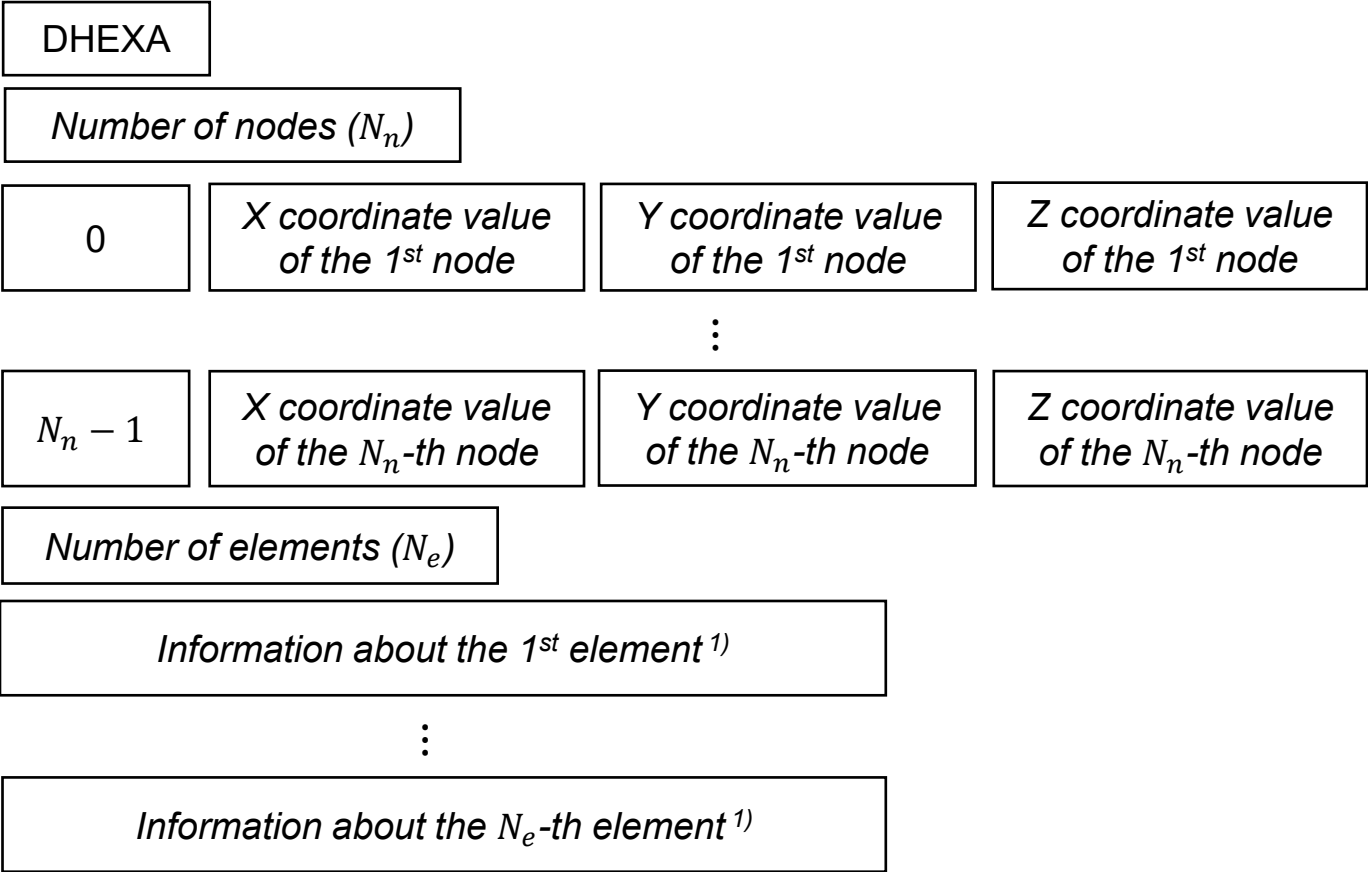 DHEXA
Number of nodes (Nₙ)
0 X coordinate value of the 1st node Y coordinate value of the 1st node Z coordinate value of the 1st node
⋮
Nₙ − 1 X coordinate value of the Nₙ-th node Y coordinate value of the Nₙ-th node Z coordinate value of the Nₙ-th node
Number of elements (Nₑ)
Information about the 1st element 1)
⋮
Information about the Nₑ-th element 1)